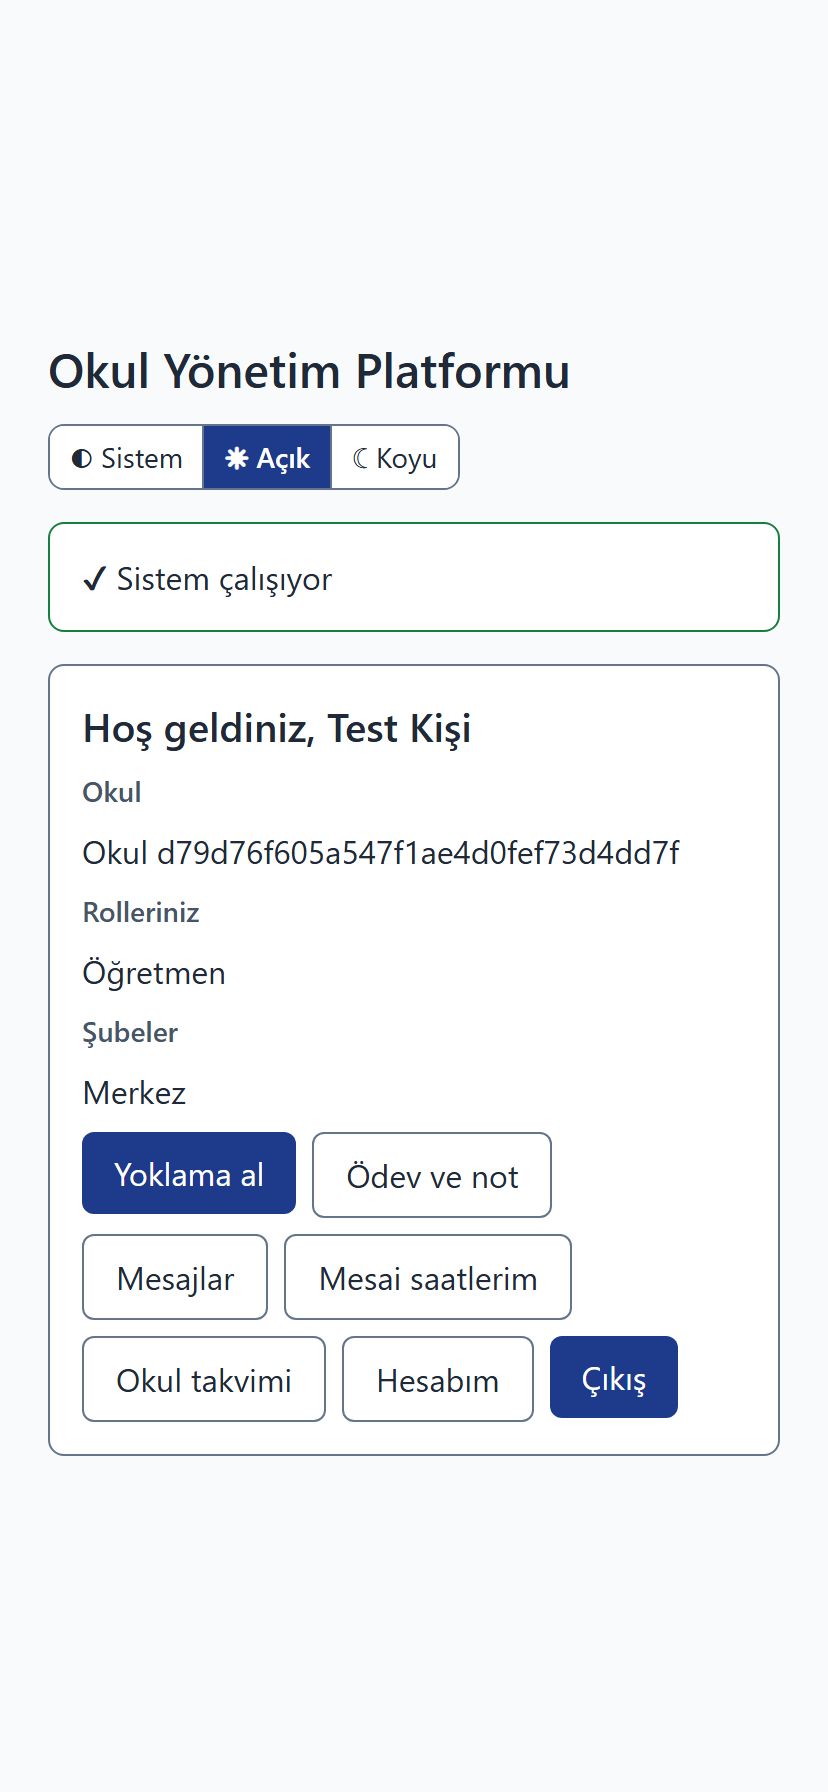 Okul Yönetim Platformu
◐ Sistem ✱ Açık ☾ Koyu
✓ Sistem çalışıyor
Hoş geldiniz, Test Kişi
Okul
Okul d79d76f605a547f1ae4d0fef73d4dd7f
Rolleriniz
Öğretmen
Şubeler
Merkez
Yoklama al Ödev ve not
Mesajlar Mesai saatlerim
Okul takvimi Hesabım Çıkış